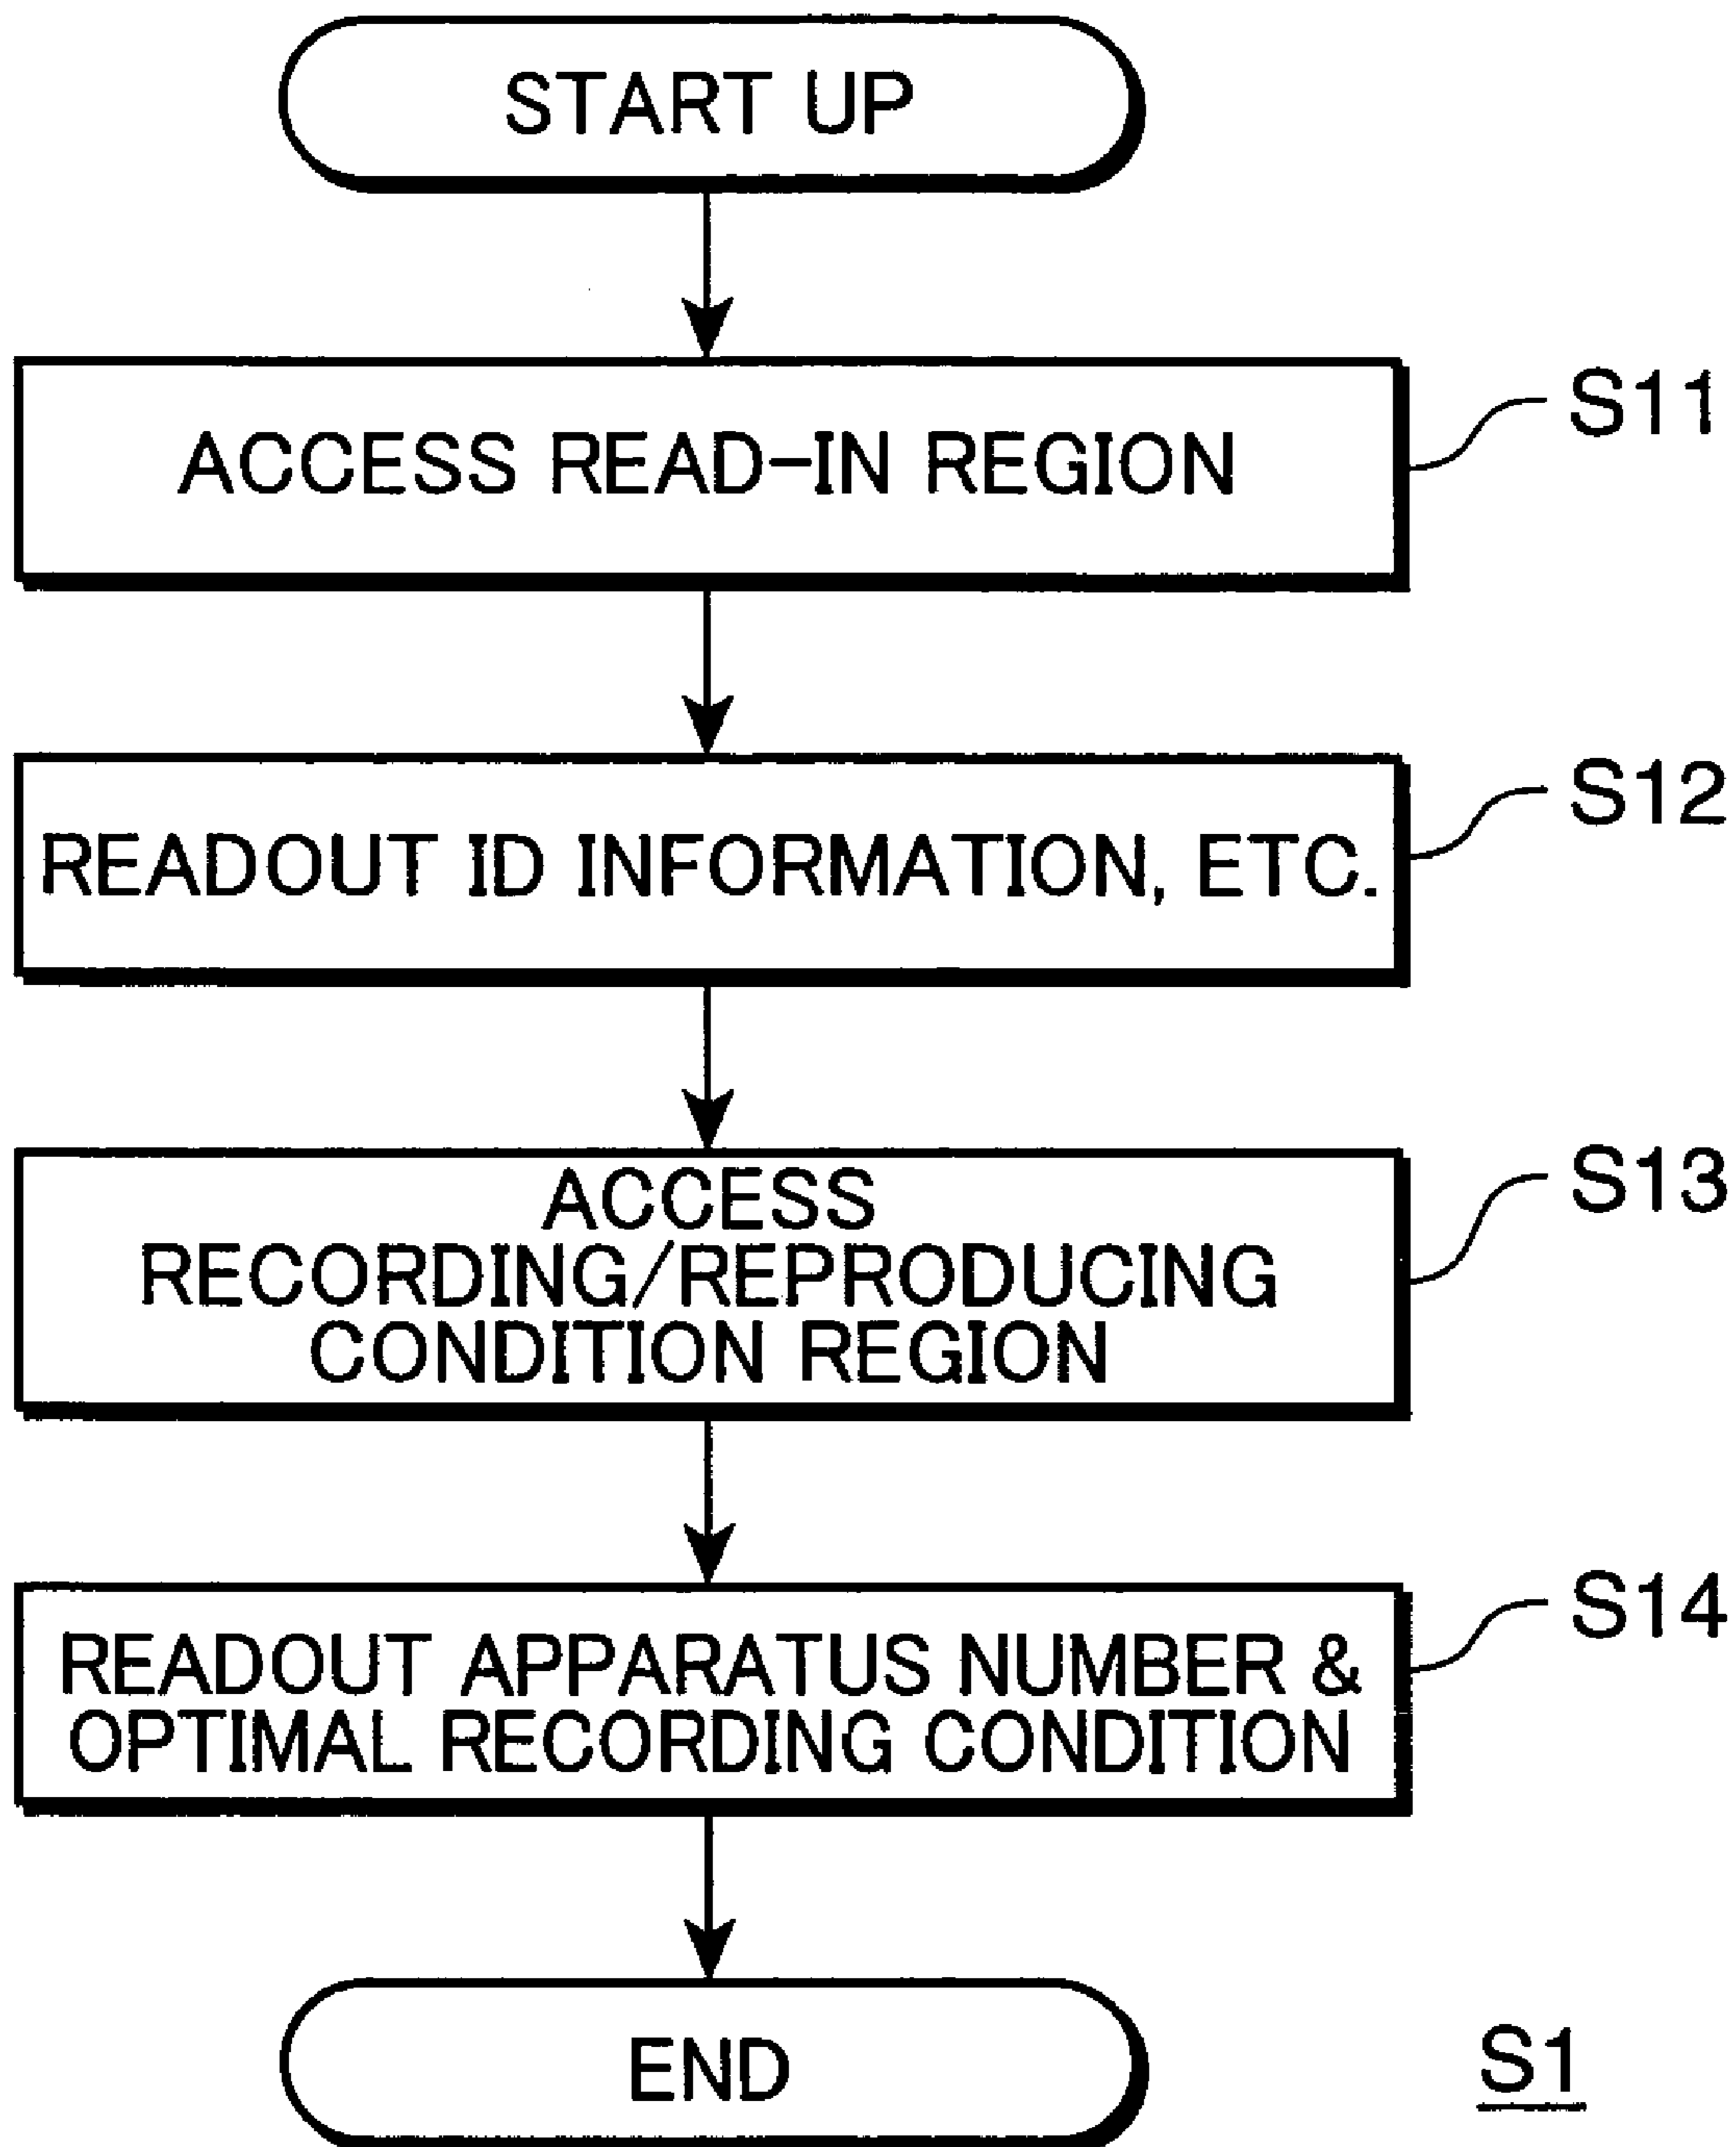 START UP
ACCESS READ-IN REGION
S11
READOUT ID INFORMATION, ETC.
S12
ACCESS
RECORDING/REPRODUCING
CONDITION REGION
S13
READOUT APPARATUS NUMBER &
OPTIMAL RECORDING CONDITION
S14
END
S1